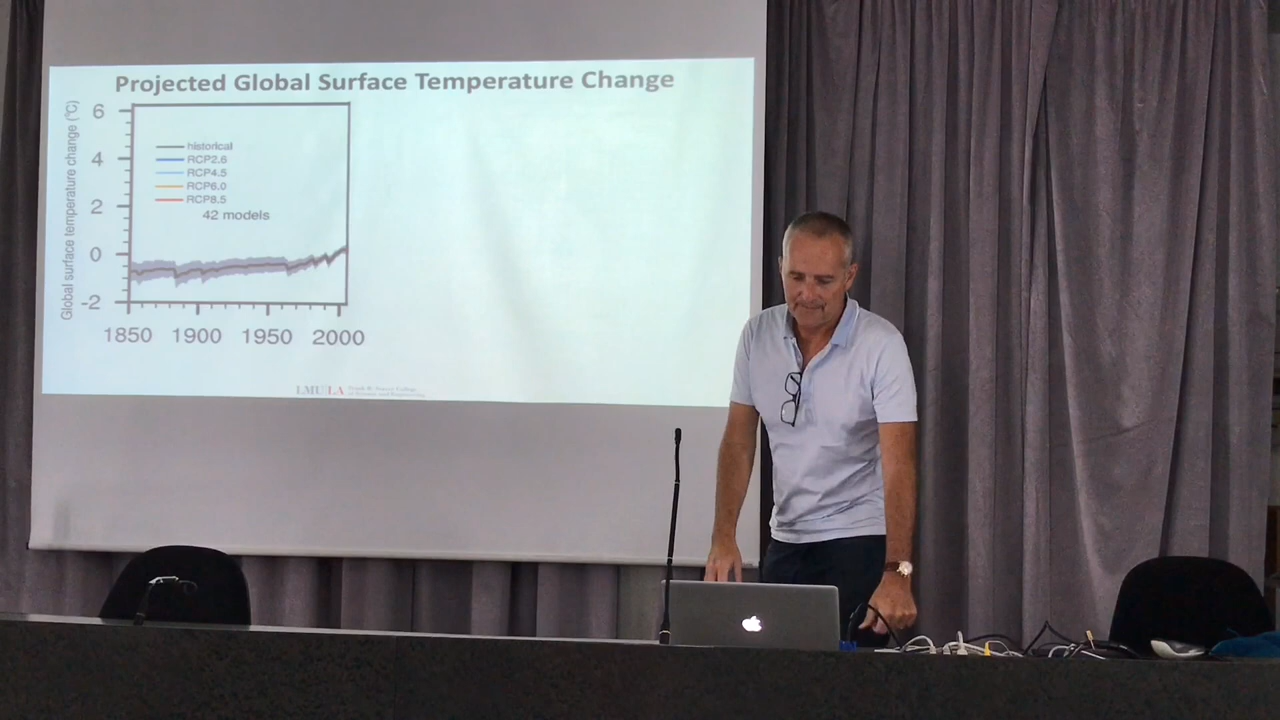 Projected Global Surface Temperature Change
Global surface temperature change (°C)
6
4
2
0
-2
historical
RCP2.6
RCP4.5
RCP6.0
RCP8.5
42 models
1850 1900 1950 2000
LMU LA